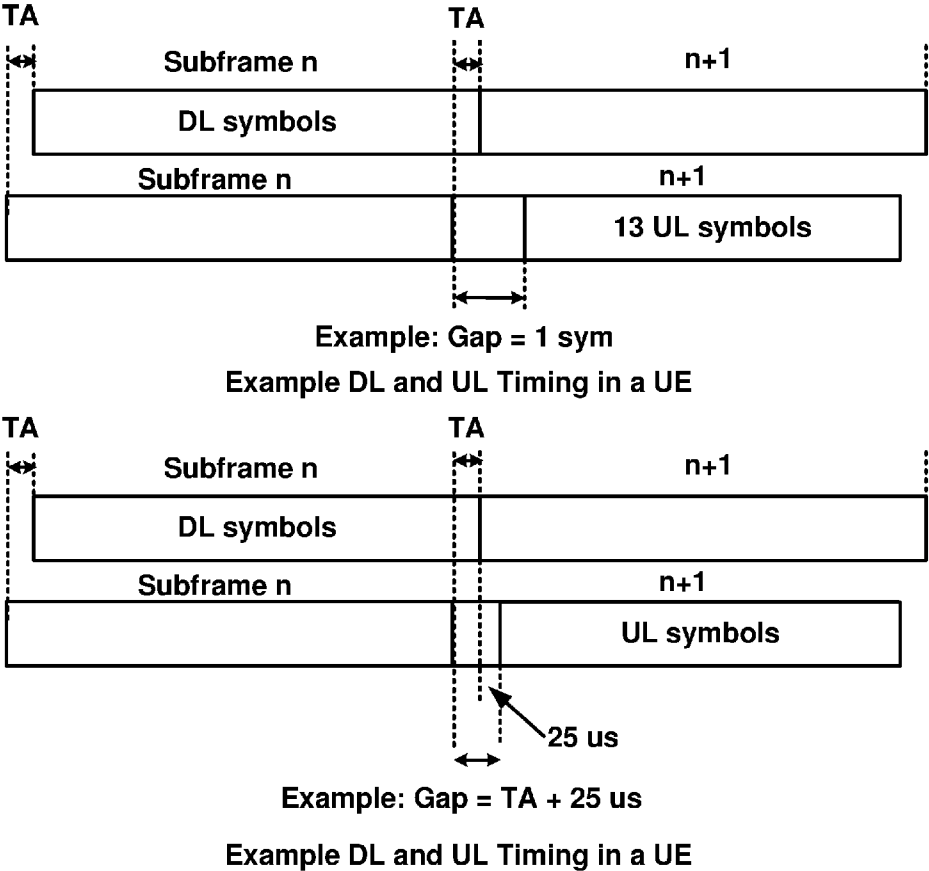 TA TA
Subframe n n+1
DL symbols
Subframe n n+1
13 UL symbols
Example: Gap = 1 sym
Example DL and UL Timing in a UE
TA TA
Subframe n n+1
DL symbols
Subframe n n+1
UL symbols
25 us
Example: Gap = TA + 25 us
Example DL and UL Timing in a UE